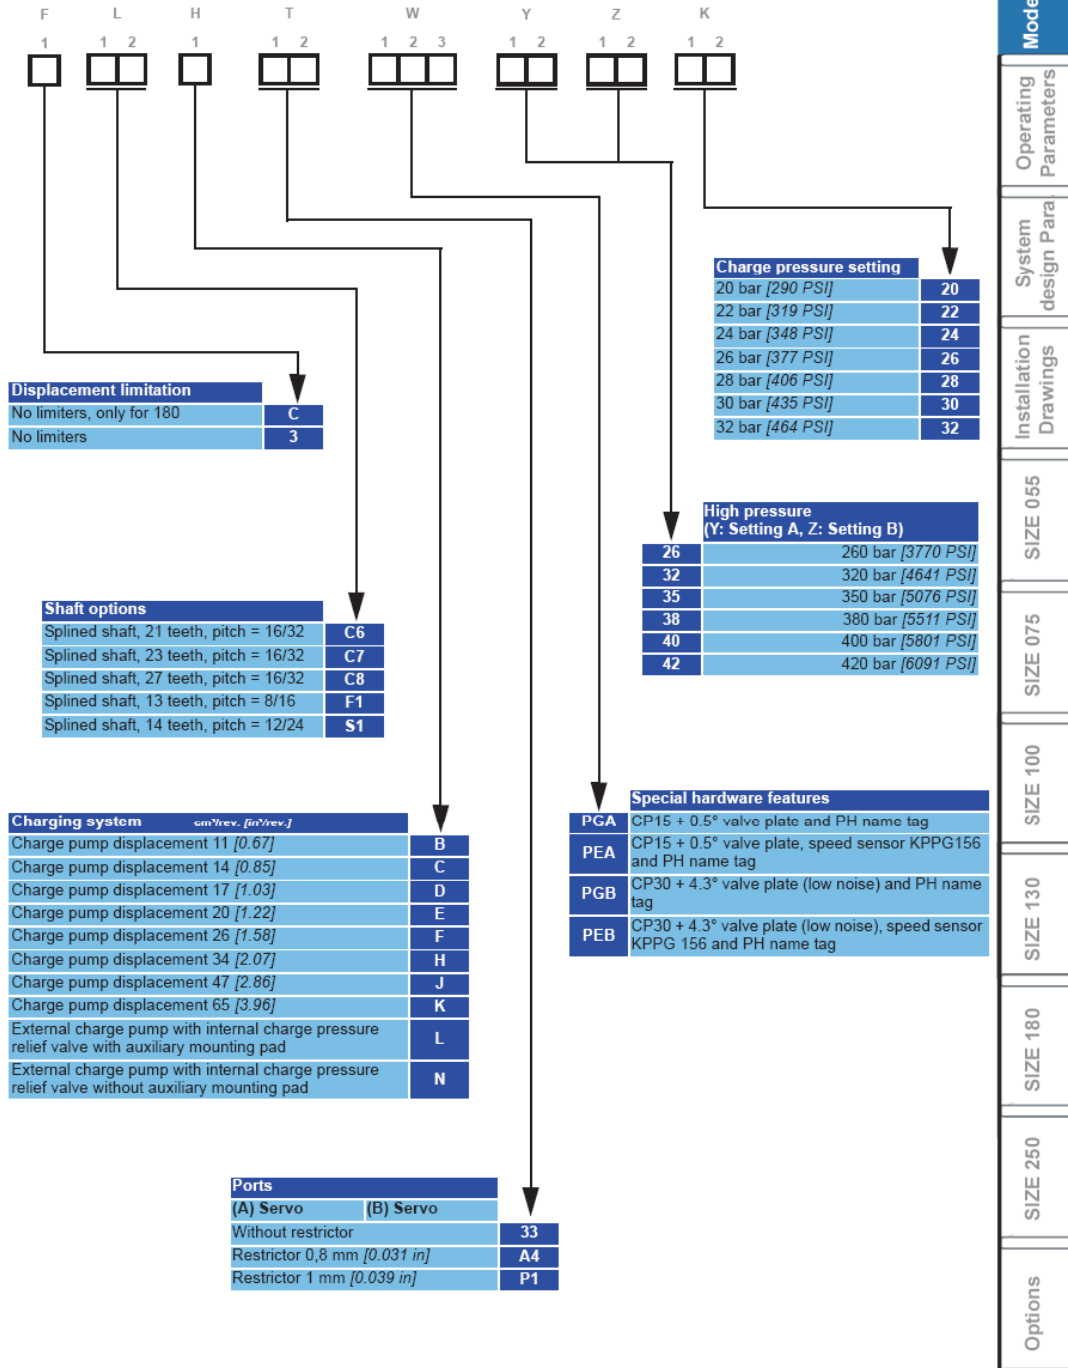 F L H T W Y Z K
1 1 2 1 1 2 1 2 3 1 2 1 2 1 2
Charge pressure setting
20 bar [290 PSI] 20
22 bar [319 PSI] 22
24 bar [348 PSI] 24
26 bar [377 PSI] 26
28 bar [406 PSI] 28
30 bar [435 PSI] 30
32 bar [464 PSI] 32
Displacement limitation
No limiters, only for 180 C
No limiters 3
High pressure
(Y: Setting A, Z: Setting B)
26 260 bar [3770 PSI]
32 320 bar [4641 PSI]
35 350 bar [5076 PSI]
38 380 bar [5511 PSI]
40 400 bar [5801 PSI]
42 420 bar [6091 PSI]
Shaft options
Splined shaft, 21 teeth, pitch = 16/32 C6
Splined shaft, 23 teeth, pitch = 16/32 C7
Splined shaft, 27 teeth, pitch = 16/32 C8
Splined shaft, 13 teeth, pitch = 8/16 F1
Splined shaft, 14 teeth, pitch = 12/24 S1
Special hardware features
PGA CP15 + 0.5° valve plate and PH name tag
PEA CP15 + 0.5° valve plate, speed sensor KPPG156
and PH name tag
PGB CP30 + 4.3° valve plate (low noise) and PH name
tag
PEB CP30 + 4.3° valve plate (low noise), speed sensor
KPPG 156 and PH name tag
Charging system cm³/rev. [in³/rev.]
Charge pump displacement 11 [0.67] B
Charge pump displacement 14 [0.85] C
Charge pump displacement 17 [1.03] D
Charge pump displacement 20 [1.22] E
Charge pump displacement 26 [1.58] F
Charge pump displacement 34 [2.07] H
Charge pump displacement 47 [2.86] J
Charge pump displacement 65 [3.96] K
External charge pump with internal charge pressure
relief valve with auxiliary mounting pad L
External charge pump with internal charge pressure
relief valve without auxiliary mounting pad N
Ports
(A) Servo (B) Servo
Without restrictor 33
Restrictor 0,8 mm [0.031 in] A4
Restrictor 1 mm [0.039 in] P1
Mode
Operating
Parameters
System
design Para
Installation
Drawings
SIZE 055
SIZE 075
SIZE 100
SIZE 130
SIZE 180
SIZE 250
Options